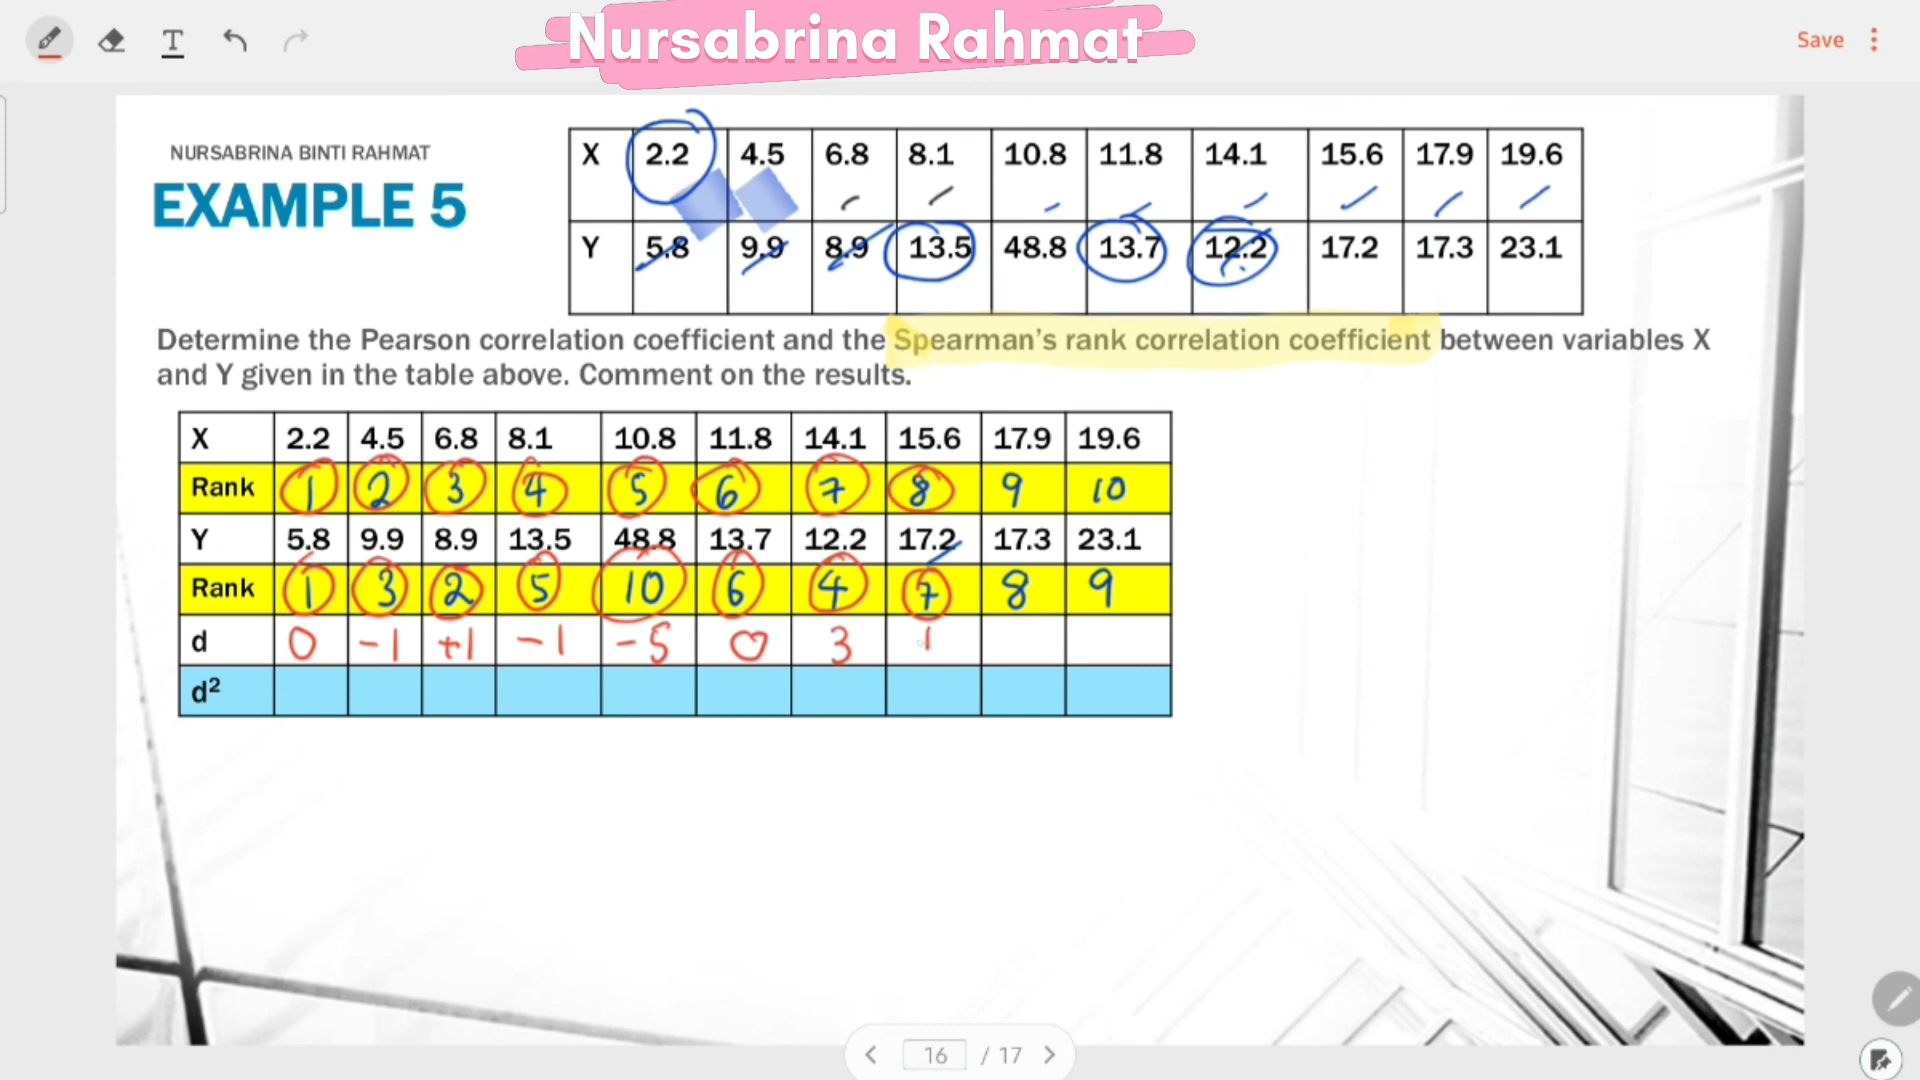 Nursabrina Rahmat
T
Save
NURSABRINA BINTI RAHMAT
EXAMPLE 5
X 2.2 4.5 6.8 8.1 10.8 11.8 14.1 15.6 17.9 19.6
Y 5.8 9.9 8.9 13.5 48.8 13.7 12.2 17.2 17.3 23.1
Determine the Pearson correlation coefficient and the Spearman’s rank correlation coefficient between variables X
and Y given in the table above. Comment on the results.
X 2.2 4.5 6.8 8.1 10.8 11.8 14.1 15.6 17.9 19.6
Rank 1 2 3 4 5 6 7 8 9 10
Y 5.8 9.9 8.9 13.5 48.8 13.7 12.2 17.2 17.3 23.1
Rank 1 3 2 5 10 6 4 7 8 9
d 0 -1 +1 -1 -5 0 3 1
d²
16 / 17